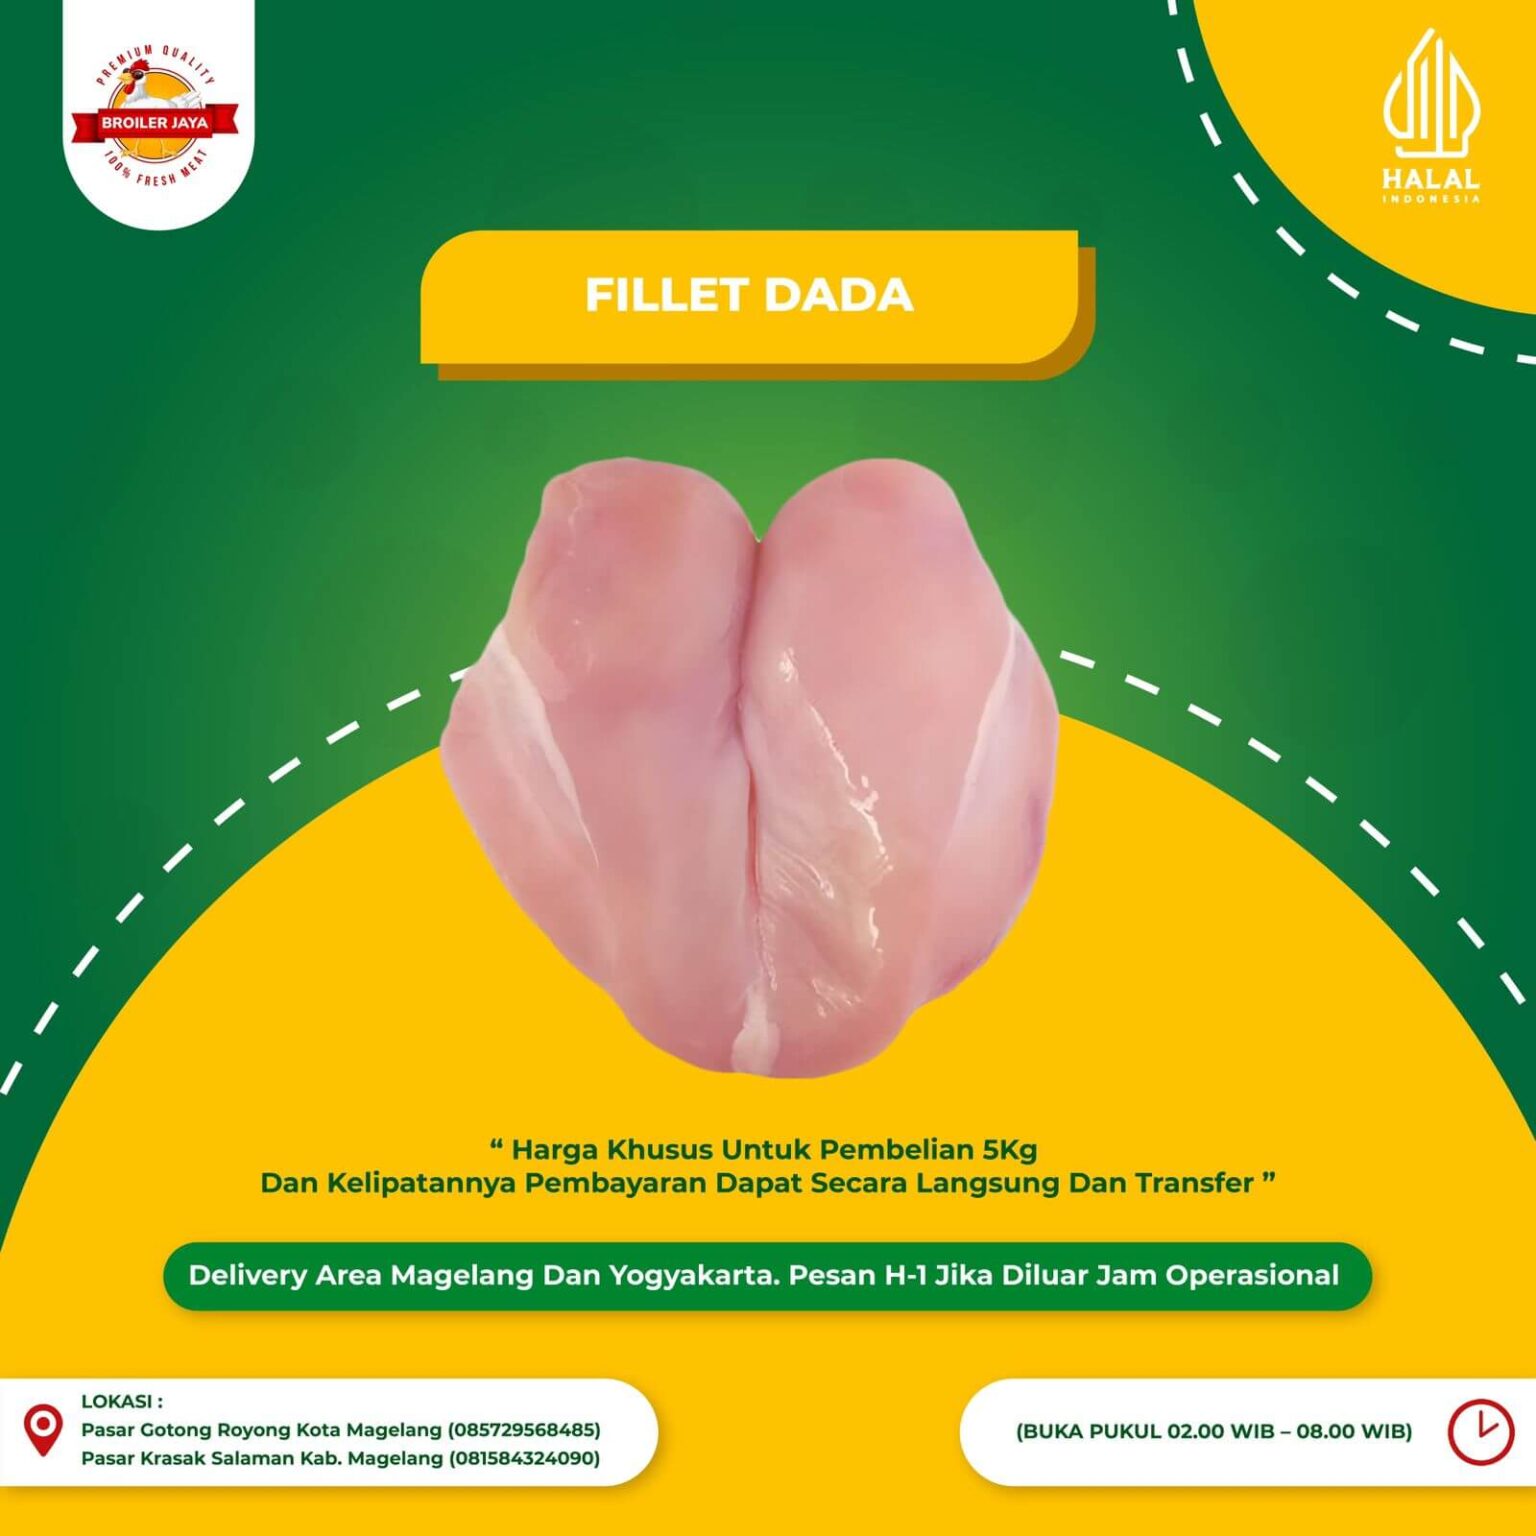 PREMIUM QUALITY
BROILER JAYA
100% FRESH MEAT
HALAL
INDONESIA
FILLET DADA
“ Harga Khusus Untuk Pembelian 5Kg
Dan Kelipatannya Pembayaran Dapat Secara Langsung Dan Transfer ”
Delivery Area Magelang Dan Yogyakarta. Pesan H-1 Jika Diluar Jam Operasional
LOKASI :
Pasar Gotong Royong Kota Magelang (085729568485)
Pasar Krasak Salaman Kab. Magelang (081584324090)
(BUKA PUKUL 02.00 WIB – 08.00 WIB)